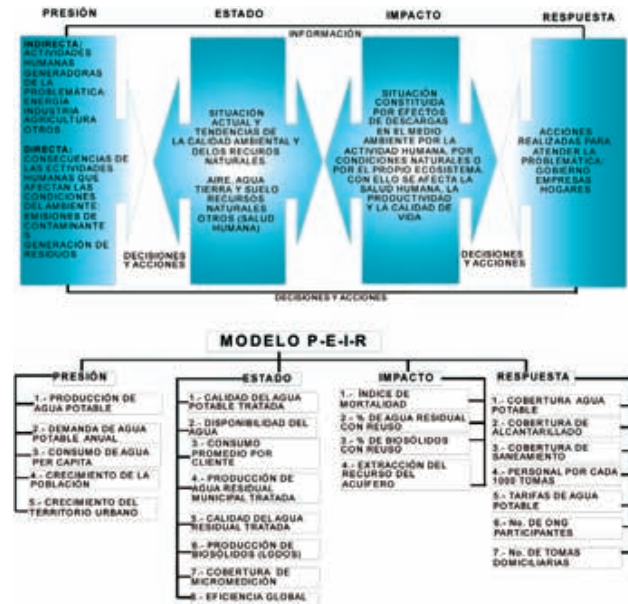 PRESIÓN
ESTADO
IMPACTO
RESPUESTA
INFORMACIÓN
INDIRECTA:
ACTIVIDADES
HUMANAS
GENERADORAS
DE LA
PROBLEMÁTICA:
ENERGÍA
INDUSTRIA
AGRICULTURA
OTROS
DIRECTA:
CONSECUENCIAS DE
LAS ECTIVIDADES
HUMANAS QUE
AFECTAN LAS
CONDICIONES
DEL AMBIENTE:
EMISIONES DE
CONTAMINANTE
S
GENERACIÓN DE
RESIDUOS
SITUACIÓN
ACTUAL Y
TENDENCIAS DE
LA CALIDAD AMBIENTAL Y
DELOS RECUROS
NATURALES.
AIRE, AGUA
TIERRA Y SUELO
RECURSOS
NATURALES
OTROS (SALUD
HUMANA)
SITUACIÓN
CONSTITUIDA
POR EFECTOS
DE DESCARGAS
EN EL MEDIO
AMBIENTE POR LA
ACTIVIDAD HUMANA, POR
CONDICIONES NATURALES O
POR EL PROPIO ECOSISTEMA.
CON ELLO SE AFECTA LA
SALUD HUMANA, LA
PRODUCTIVIDAD
Y LA CALIDAD DE
VIDA
ACCIONES
REALIZADAS PARA
ATENDER LA
PROBLEMÁTICA:
GOBIERNO
EMPRESAS
HOGARES
DECISIONES
Y ACCIONES
DECISIONES
Y ACCIONES
DECISIONES Y ACCIONES
MODELO P-E-I-R
PRESIÓN
1.- PRODUCCIÓN DE
AGUA POTABLE
2.- DEMANDA DE AGUA
POTABLE ANUAL
3.- CONSUMO DE AGUA
PER CAPITA
4.- CRECIMIENTO DE LA
POBLACIÓN
5.- CRECIMIENTO DEL
TERRITORIO URBANO
ESTADO
1.- CALIDAD DEL AGUA
POTABLE TRATADA
2.- DISPONIBILIDAD DEL
AGUA
3.- CONSUMO
PROMEDIO POR
CLIENTE
4.- PRODUCCIÓN DE
AGUA RESIDUAL
MUNICIPAL TRATADA
5.- CALIDAD DEL AGUA
RESIDUAL TRATADA
6.- PRODUCCIÓN DE
BIOSÓLIDOS (LODOS)
7.- COBERTURA DE
MICROMEDICIÓN
8.- EFICIENCIA GLOBAL
IMPACTO
1.- ÍNDICE DE
MORTALIDAD
2.- % DE AGUA RESIDUAL
CON REUSO
3.- % DE BIOSÓLIDOS
CON REUSO
4.- EXTRACCIÓN DEL
RECURSO DEL
ACUÍFERO
RESPUESTA
1.- COBERTURA AGUA
POTABLE
2.- COBERTURA DE
ALCANTARILLADO
3.- COBERTURA DE
SANEAMIENTO
4.- PERSONAL POR CADA
1000 TOMAS
5.- TARIFAS DE AGUA
POTABLE
6.- No. DE ONG
PARTICIPANTES
7.- No. DE TOMAS
DOMICILIARIAS